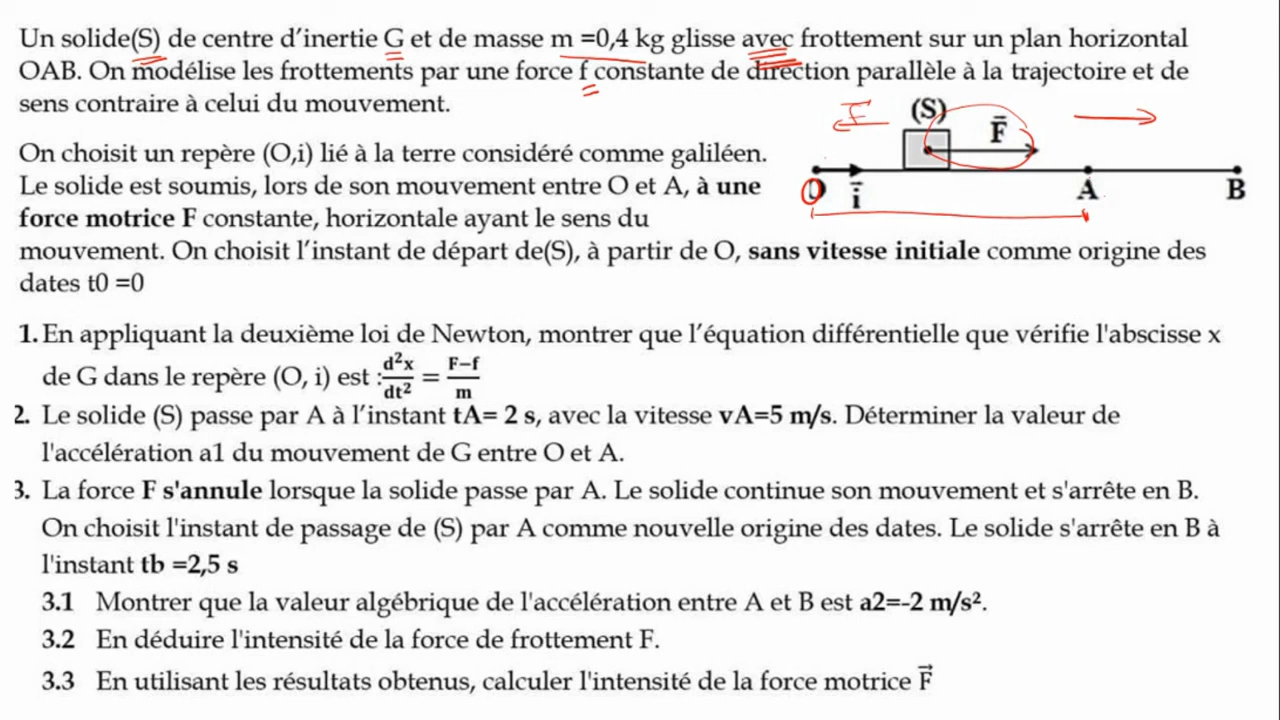 Un solide(S) de centre d'inertie G et de masse m =0,4 kg glisse avec frottement sur un plan horizontal
OAB. On modélise les frottements par une force f constante de direction parallèle à la trajectoire et de
sens contraire à celui du mouvement.
On choisit un repère (O,i) lié à la terre considéré comme galiléen.
Le solide est soumis, lors de son mouvement entre O et A, à une
force motrice F constante, horizontale ayant le sens du
mouvement. On choisit l'instant de départ de(S), à partir de O, sans vitesse initiale comme origine des
dates t0 =0
F
(S)
F⃗
O
i⃗
A
B
1. En appliquant la deuxième loi de Newton, montrer que l'équation différentielle que vérifie l'abscisse x
de G dans le repère (O, i) est : d²x/dt² = F-f/m
2. Le solide (S) passe par A à l'instant tA= 2 s, avec la vitesse vA=5 m/s. Déterminer la valeur de
l'accélération a1 du mouvement de G entre O et A.
3. La force F s'annule lorsque la solide passe par A. Le solide continue son mouvement et s'arrête en B.
On choisit l'instant de passage de (S) par A comme nouvelle origine des dates. Le solide s'arrête en B à
l'instant tb =2,5 s
3.1 Montrer que la valeur algébrique de l'accélération entre A et B est a2=-2 m/s².
3.2 En déduire l'intensité de la force de frottement F.
3.3 En utilisant les résultats obtenus, calculer l'intensité de la force motrice F⃗